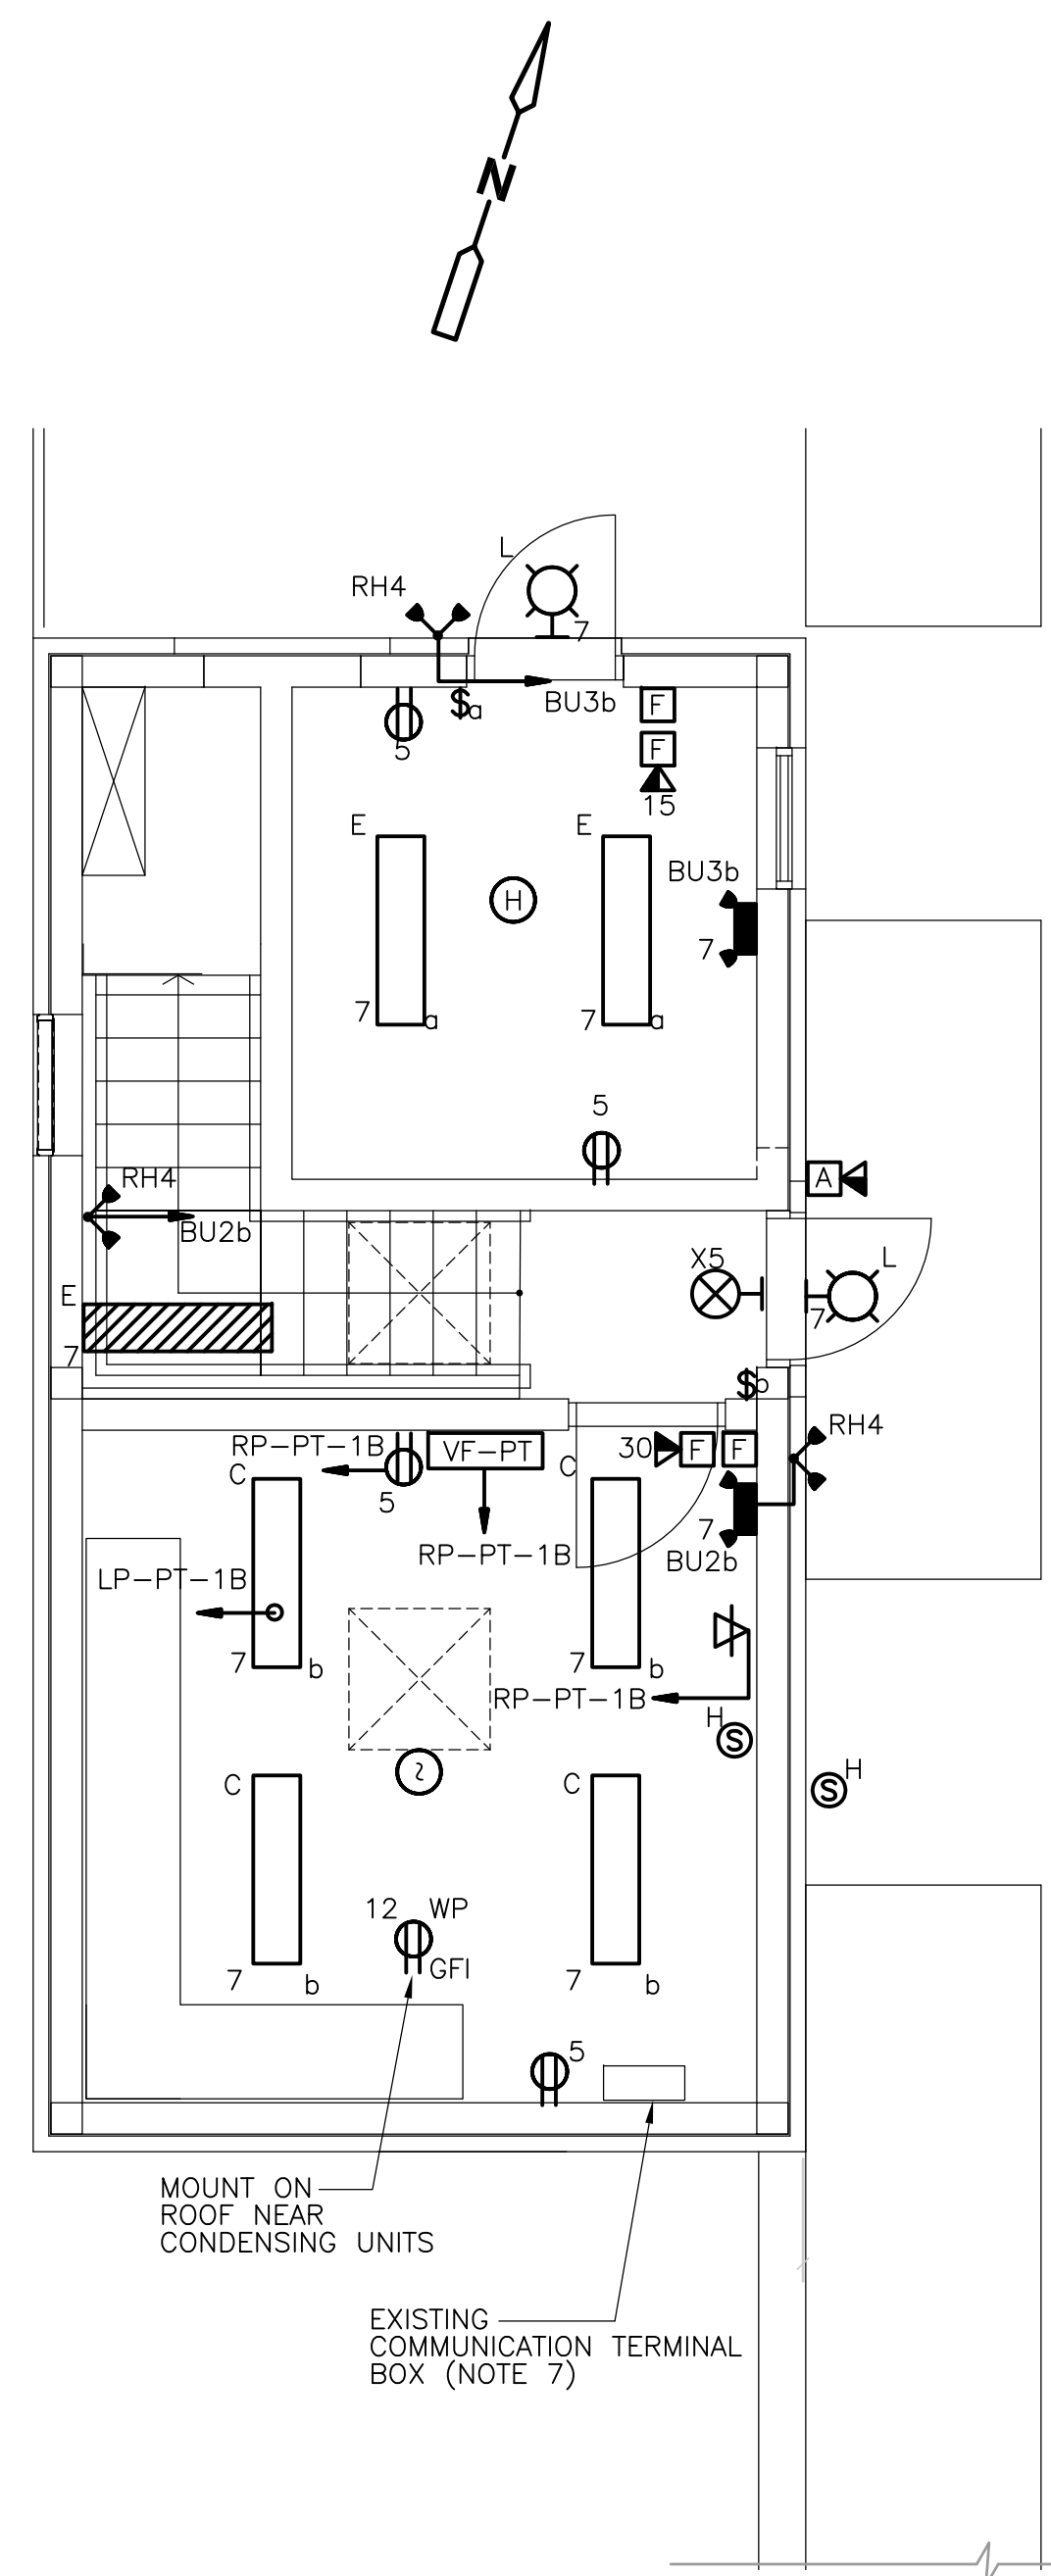 N
L
RH4
7
BU3b
$a
F
5
F
15
E
E
BU3b
H
7
7
a
7
a
5
RH4
A
BU2b
X5
L
E
7
7
$b
RH4
RP-PT-1B
VF-PT
30
F
F
C
C
5
7
RP-PT-1B
BU2b
LP-PT-1B
7
b
7
b
RP-PT-1B
H
S
H
S
C
C
12
WP
GFI
7
b
7
b
5
MOUNT ON
ROOF NEAR
CONDENSING UNITS
EXISTING
COMMUNICATION TERMINAL
BOX (NOTE 7)